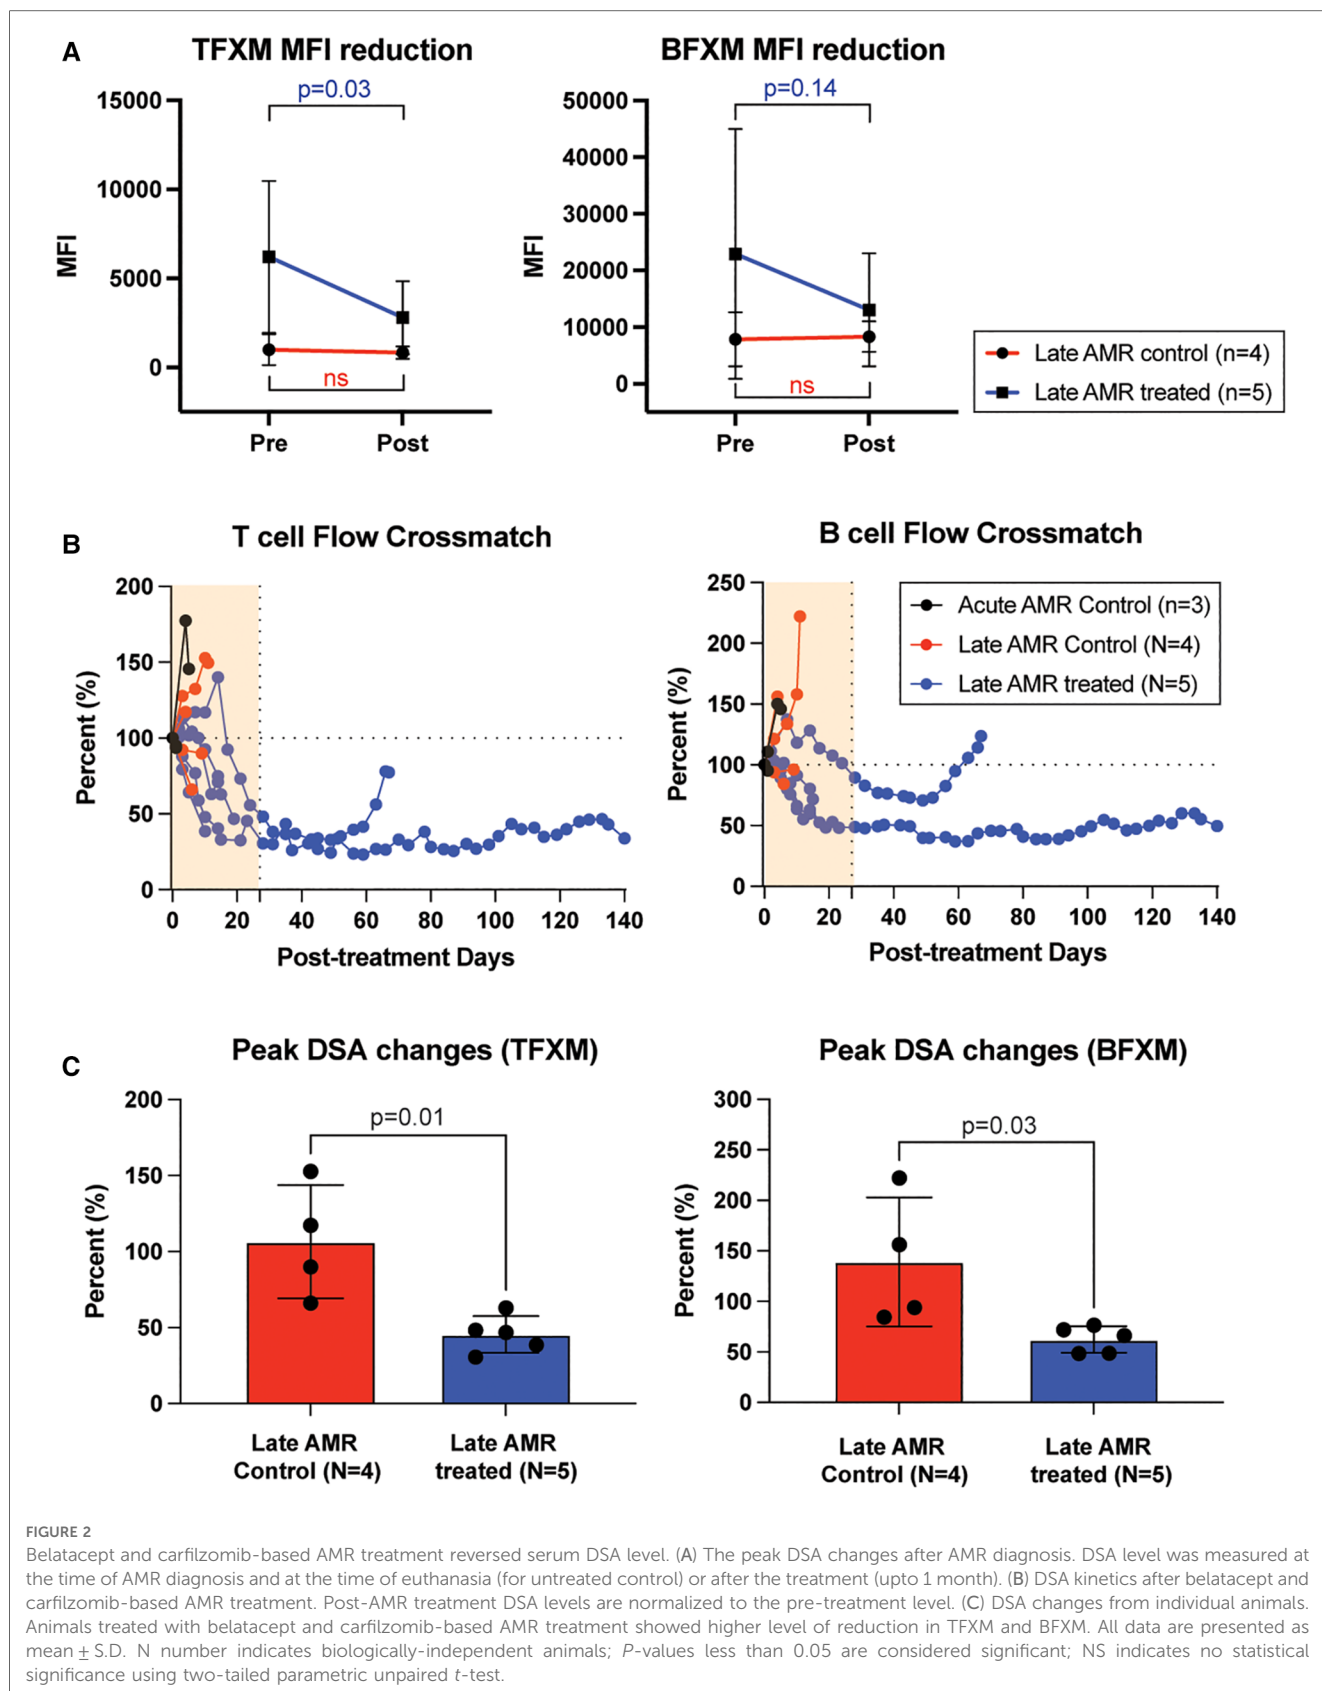 A
TFXM MFI reduction
BFXM MFI reduction
p=0.03
p=0.14
15000
10000
5000
0
MFI
ns
Pre
Post
50000
40000
30000
20000
10000
0
MFI
ns
Pre
Post
Late AMR control (n=4)
Late AMR treated (n=5)
B
T cell Flow Crossmatch
B cell Flow Crossmatch
200
150
100
50
0
Percent (%)
0 20 40 60 80 100 120 140
Post-treatment Days
250
200
150
100
50
0
Percent (%)
Acute AMR Control (n=3)
Late AMR Control (N=4)
Late AMR treated (N=5)
0 20 40 60 80 100 120 140
Post-treatment Days
C
Peak DSA changes (TFXM)
Peak DSA changes (BFXM)
200
150
100
50
0
Percent (%)
p=0.01
Late AMR
Control (N=4)
Late AMR
treated (N=5)
300
250
200
150
100
50
0
Percent (%)
p=0.03
Late AMR
Control (N=4)
Late AMR
treated (N=5)
FIGURE 2
Belatacept and carfilzomib-based AMR treatment reversed serum DSA level. (A) The peak DSA changes after AMR diagnosis. DSA level was measured at
the time of AMR diagnosis and at the time of euthanasia (for untreated control) or after the treatment (upto 1 month). (B) DSA kinetics after belatacept and
carfilzomib-based AMR treatment. Post-AMR treatment DSA levels are normalized to the pre-treatment level. (C) DSA changes from individual animals.
Animals treated with belatacept and carfilzomib-based AMR treatment showed higher level of reduction in TFXM and BFXM. All data are presented as
mean ± S.D. N number indicates biologically-independent animals; P-values less than 0.05 are considered significant; NS indicates no statistical
significance using two-tailed parametric unpaired t-test.